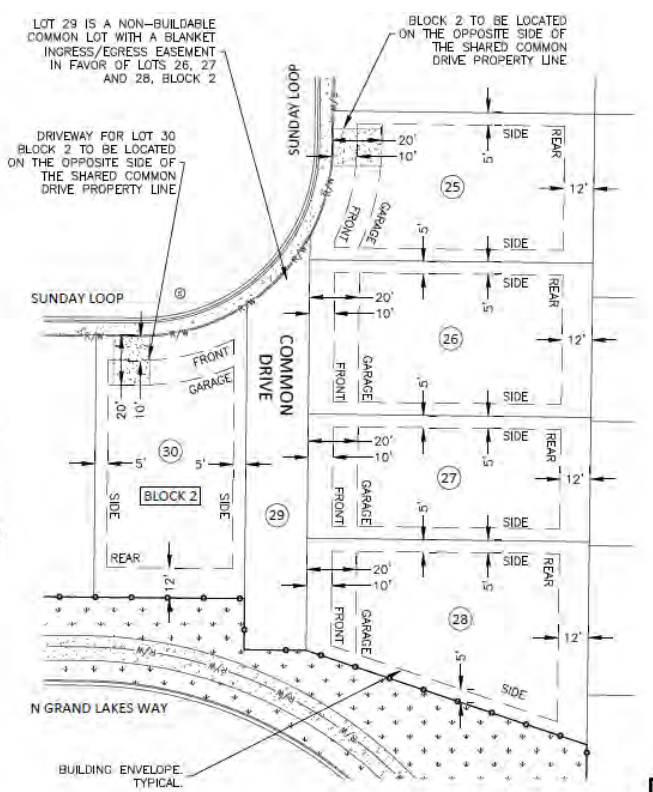 LOT 29 IS A NON-BUILDABLE
COMMON LOT WITH A BLANKET
INGRESS/EGRESS EASEMENT
IN FAVOR OF LOTS 26, 27
AND 28, BLOCK 2
BLOCK 2 TO BE LOCATED
ON THE OPPOSITE SIDE OF
THE SHARED COMMON
DRIVE PROPERTY LINE
DRIVEWAY FOR LOT 30
BLOCK 2 TO BE LOCATED
ON THE OPPOSITE SIDE OF
THE SHARED COMMON
DRIVE PROPERTY LINE
SUNDAY LOOP
R/W
20'
10'
5'
SIDE
REAR
12'
25
FRONT
GARAGE
5'
SIDE
R/W
R/W
R/W
SUNDAY LOOP
R/W
R/W
R/W
5'
SIDE
REAR
20'
10'
12'
26
FRONT
GARAGE
5'
SIDE
COMMON
DRIVE
FRONT
GARAGE
20'
10'
30
5'
5'
SIDE
BLOCK 2
SIDE
REAR
12'
29
20'
10'
5'
SIDE
REAR
12'
27
FRONT
GARAGE
5'
SIDE
20'
10'
5'
SIDE
REAR
12'
28
FRONT
GARAGE
5'
SIDE
R/W
R/W
R/W
R/W
N GRAND LAKES WAY
BUILDING ENVELOPE.
TYPICAL.